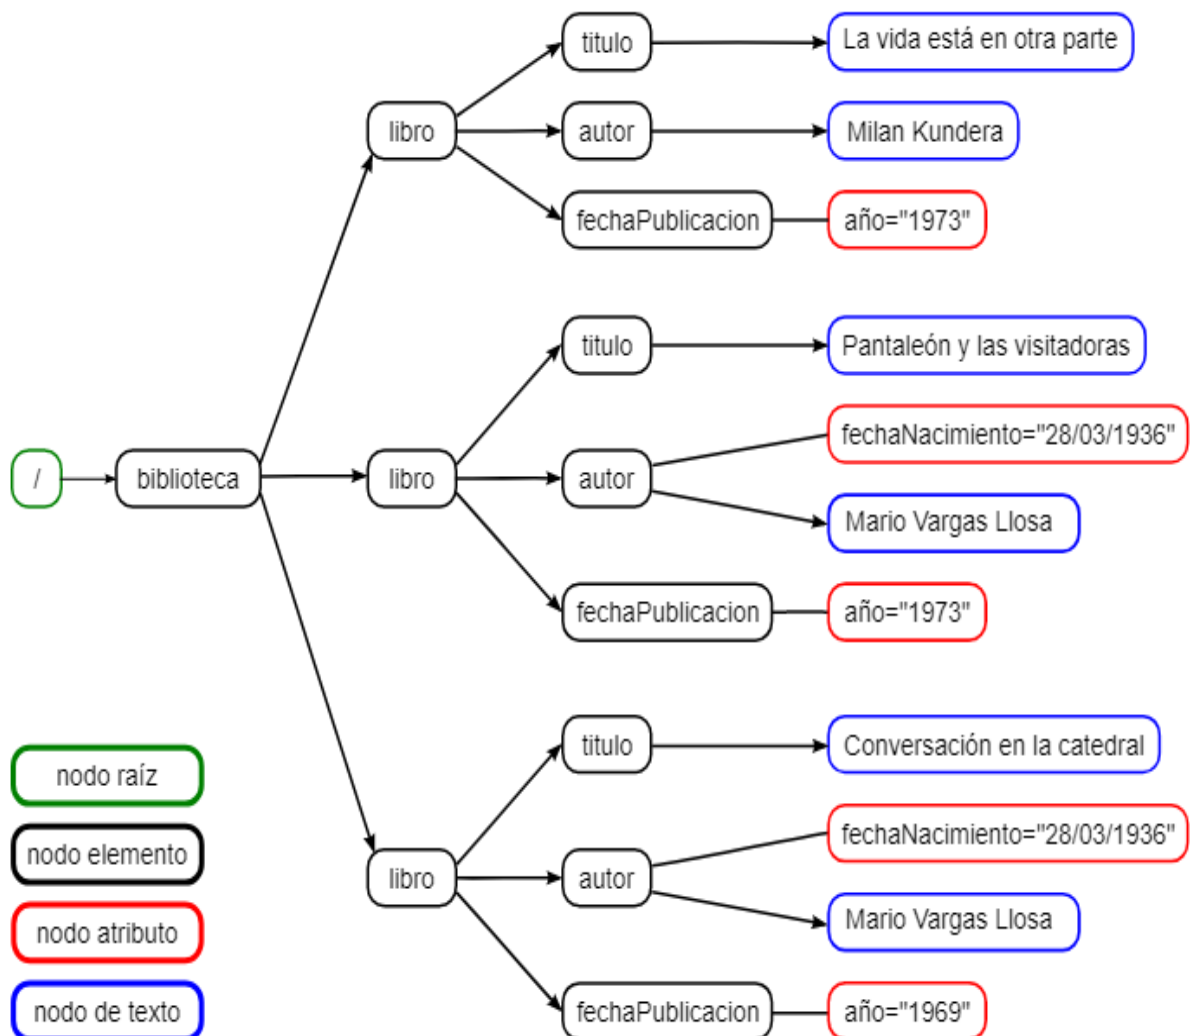 titulo
La vida está en otra parte
libro
autor
Milan Kundera
fechaPublicacion
año="1973"
titulo
Pantaleón y las visitadoras
fechaNacimiento="28/03/1936"
/
biblioteca
libro
autor
Mario Vargas Llosa
fechaPublicacion
año="1973"
titulo
Conversación en la catedral
fechaNacimiento="28/03/1936"
libro
autor
Mario Vargas Llosa
fechaPublicacion
año="1969"
nodo raíz
nodo elemento
nodo atributo
nodo de texto